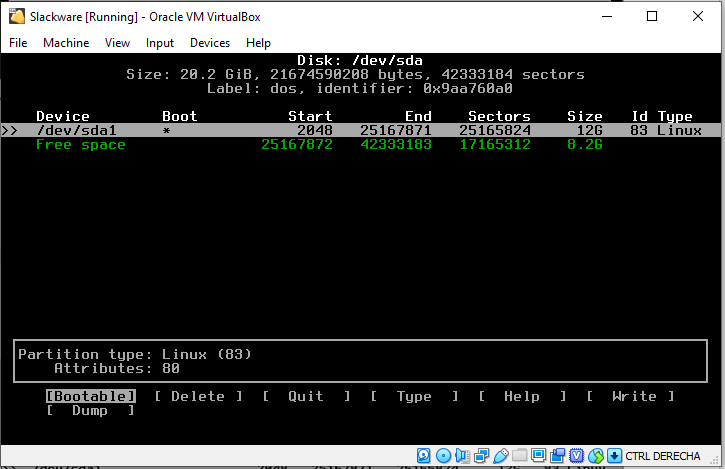 Slackware [Running] - Oracle VM VirtualBox
File Machine View Input Devices Help
Disk: /dev/sda
Size: 20.2 GiB, 21674590208 bytes, 42333184 sectors
Label: dos, identifier: 0x9aa760a0
Device Boot Start End Sectors Size Id Type
>> /dev/sda1 * 2048 25167871 25165824 12G 83 Linux
Free space 25167872 42333183 17165312 8.2G
Partition type: Linux (83)
Attributes: 80
[Bootable] [ Delete ] [ Quit ] [ Type ] [ Help ] [ Write ]
[ Dump ]
CTRL DERECHA